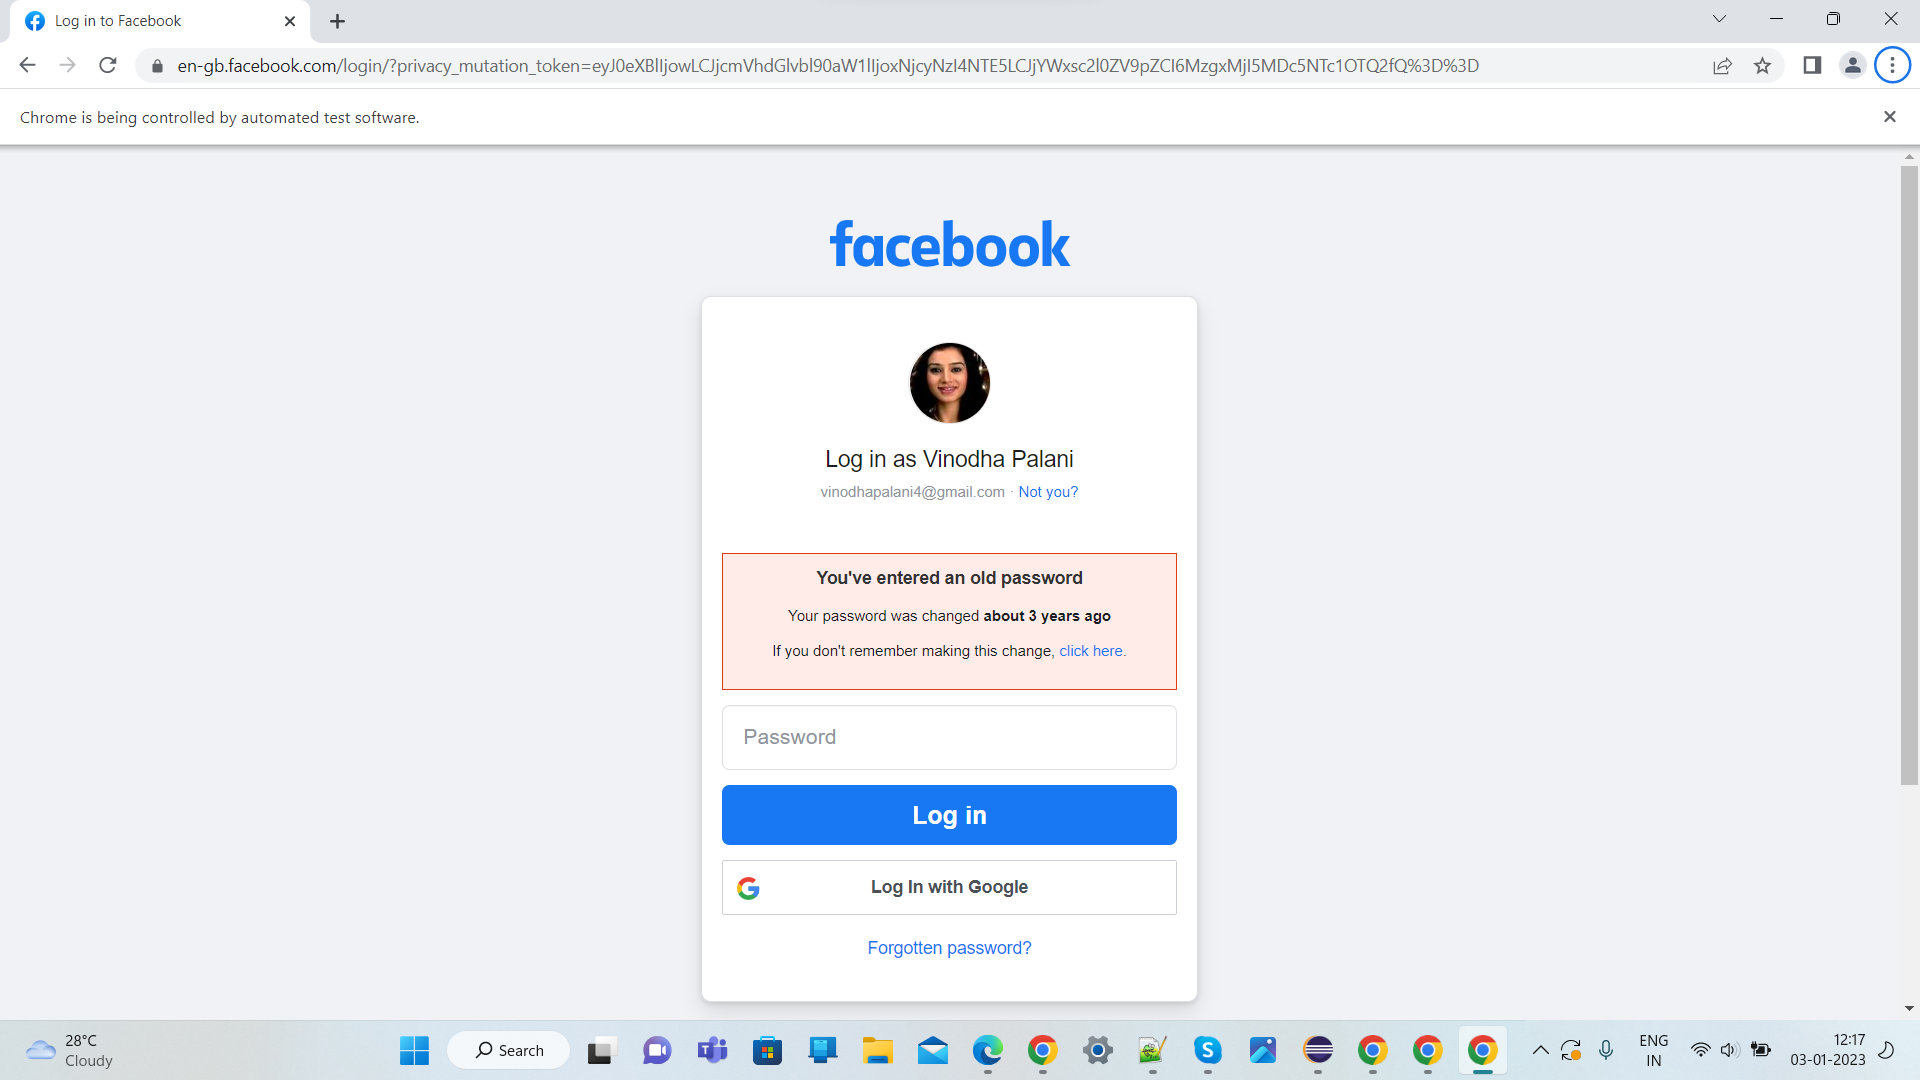 Log in to Facebook
en-gb.facebook.com/login/?privacy_mutation_token=eyJ0eXBlIjowLCJjcmVhdGlvbl90aW1lIjoxNjcyNzI4NTE5LCJjYWxsc2l0ZV9pZCI6MzgxMjI5MDc5NTc1OTQ2fQ%3D%3D
Chrome is being controlled by automated test software.
facebook
Log in as Vinodha Palani
vinodhapalani4@gmail.com · Not you?
You've entered an old password
Your password was changed about 3 years ago
If you don't remember making this change, click here.
Password
Log in
Log In with Google
Forgotten password?
28°C
Cloudy
Search
ENG
IN
12:17
03-01-2023